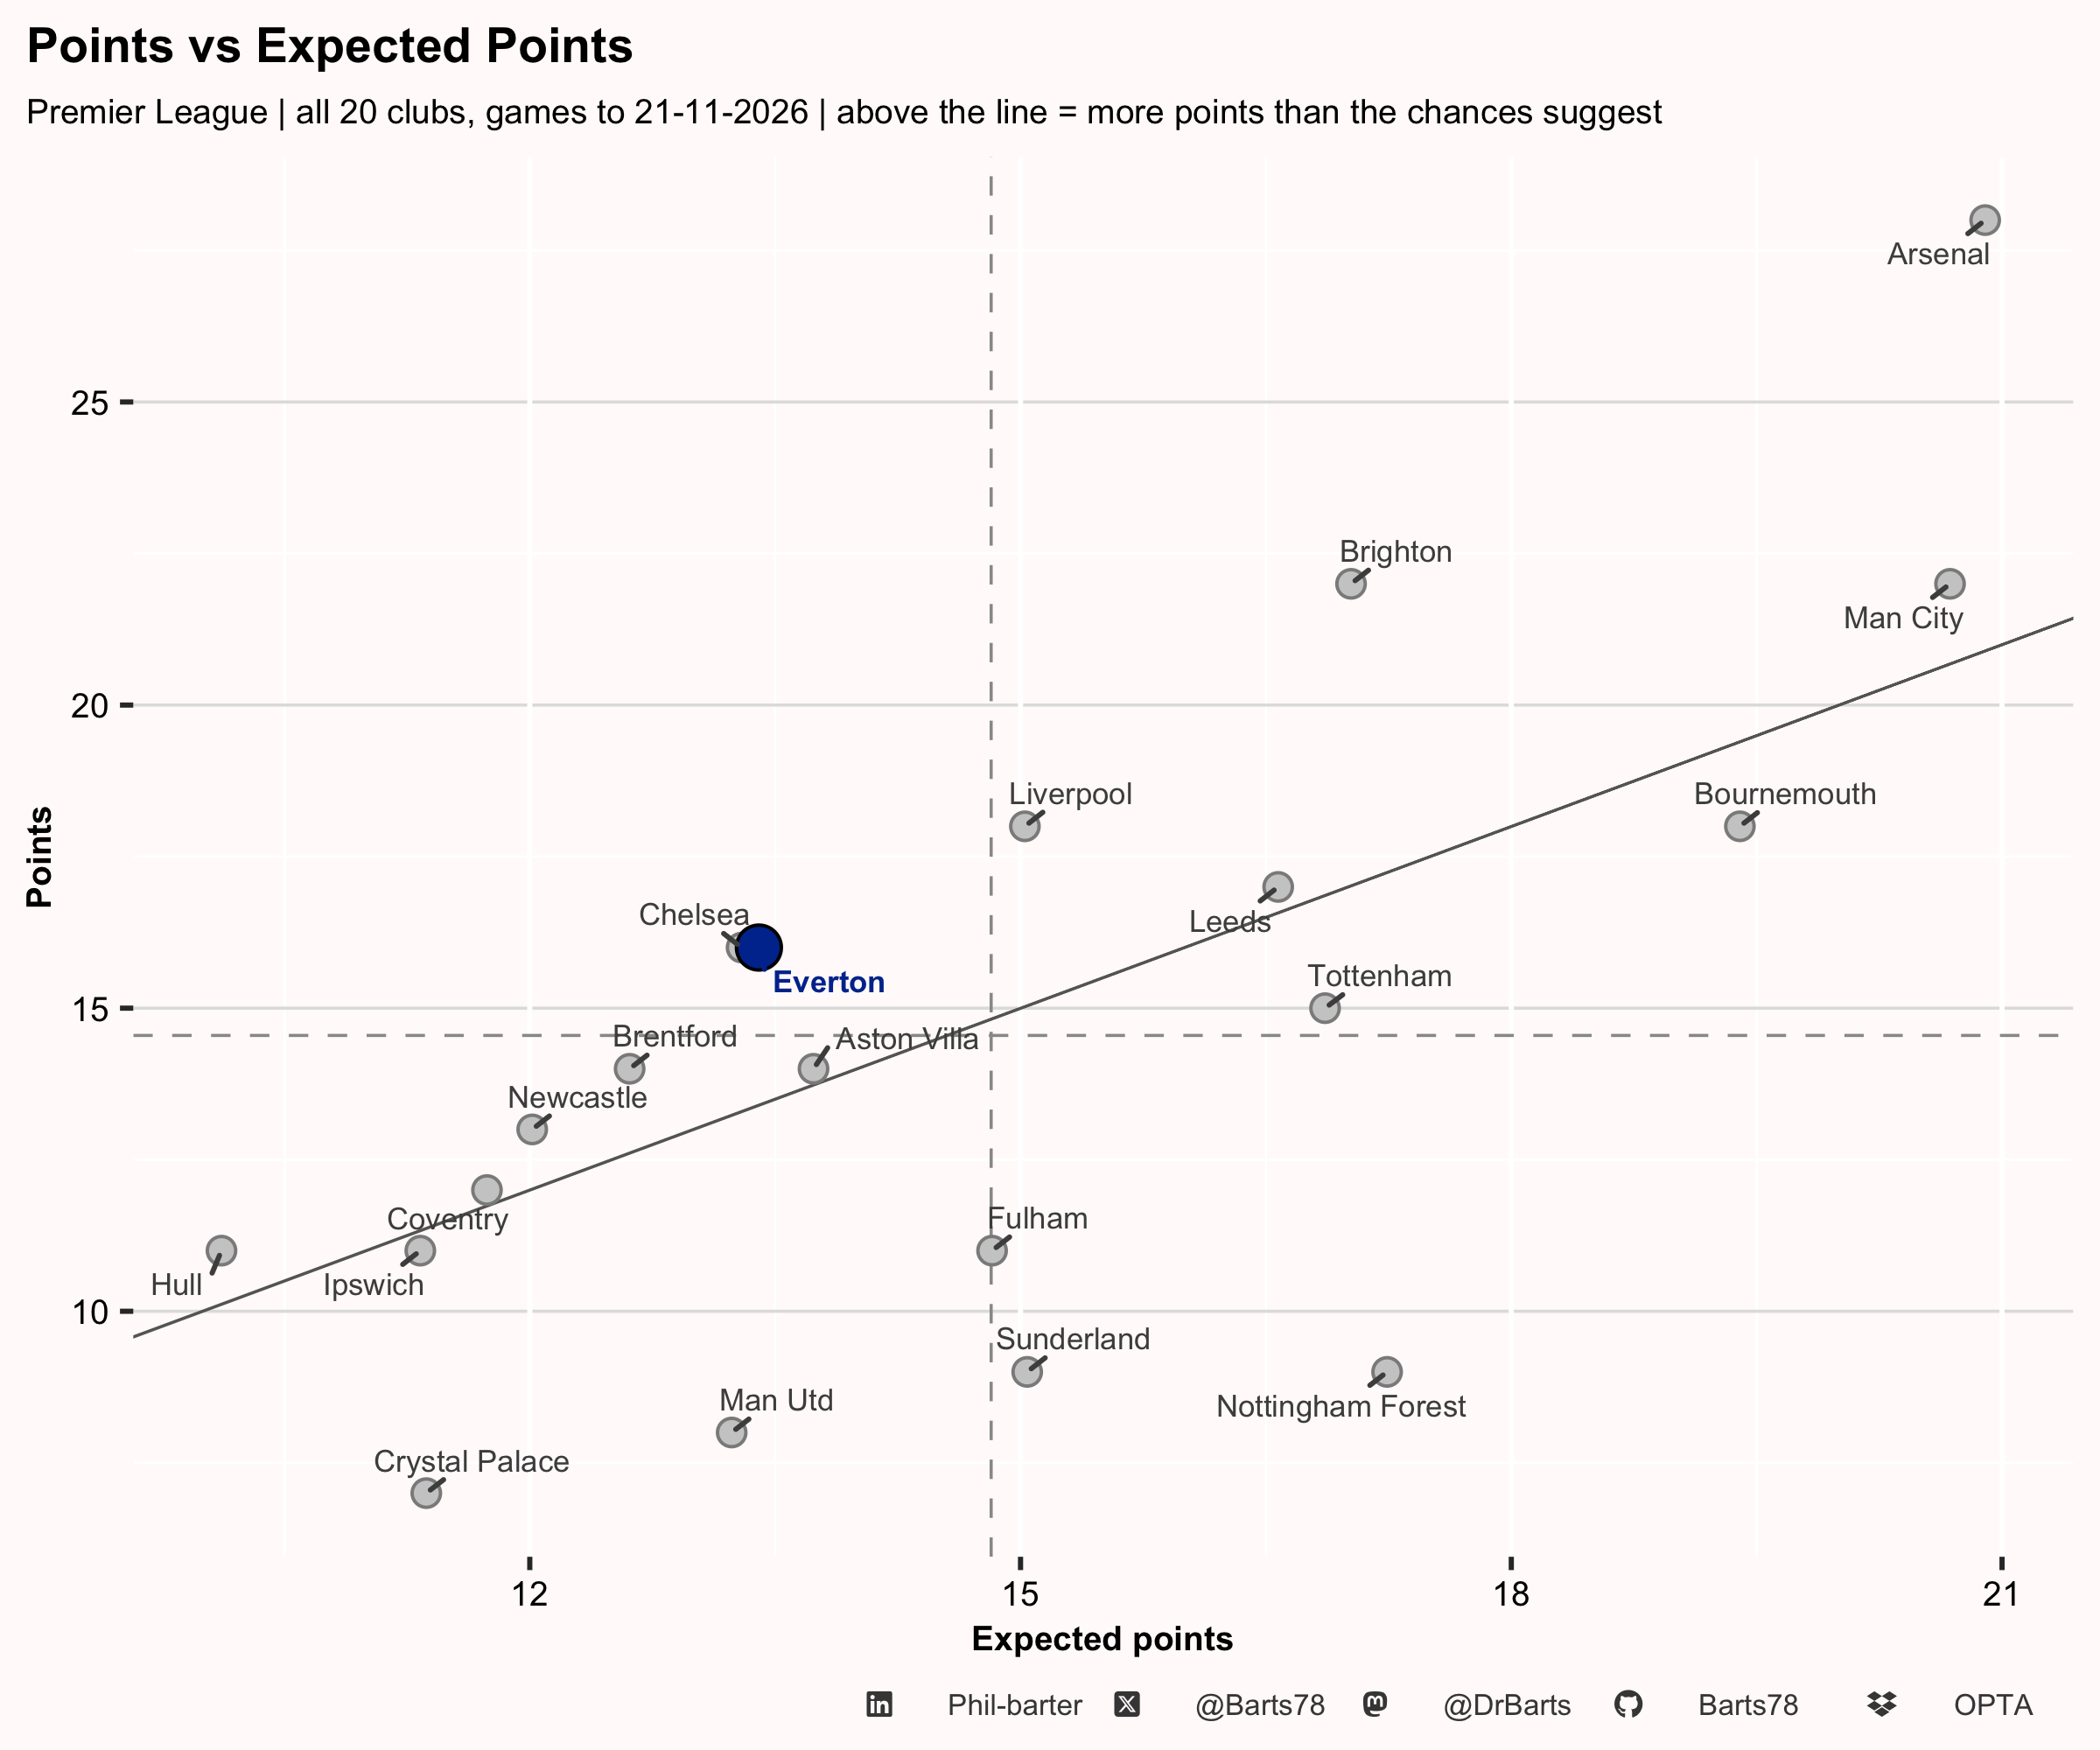 Points vs Expected Points
Premier League | all 20 clubs, games to 21-11-2026 | above the line = more points than the chances suggest
Arsenal
25
Brighton
Man City
20
Liverpool
Bournemouth
Points
Chelsea
Leeds
Everton
Tottenham
15
Brentford
Aston Villa
Newcastle
Coventry
Fulham
Hull
Ipswich
10
Sunderland
Man Utd
Nottingham Forest
Crystal Palace
12
15
18
21
Expected points
Phil-barter @Barts78 @DrBarts Barts78 OPTA